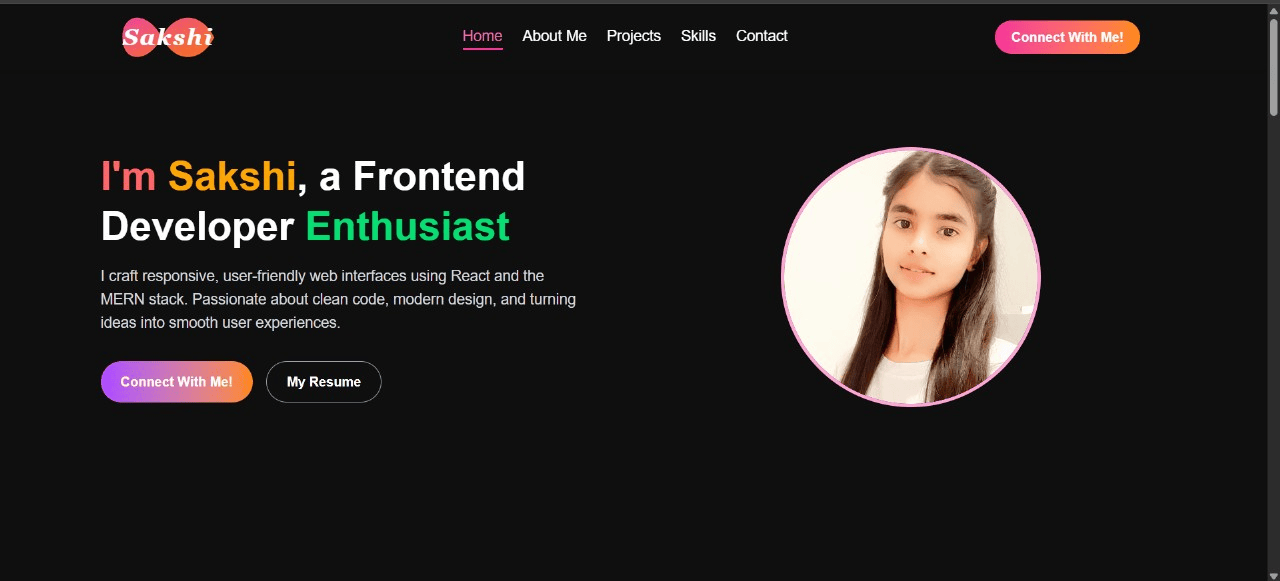 Sakshi
Home About Me Projects Skills Contact
Connect With Me!
I'm Sakshi, a Frontend
Developer Enthusiast
I craft responsive, user-friendly web interfaces using React and the
MERN stack. Passionate about clean code, modern design, and turning
ideas into smooth user experiences.
Connect With Me! My Resume